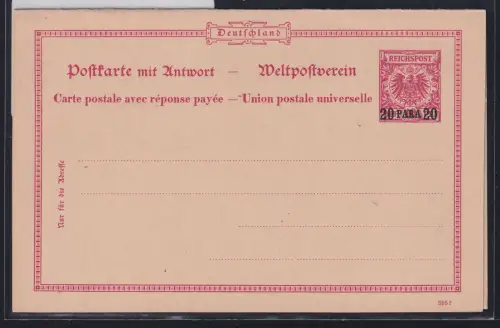 Deutschland
Postkarte mit Antwort — Weltpostverein
Carte postale avec réponse payée — Union postale universelle
REICHSPOST
20 PARA 20
Nur für die Adresse